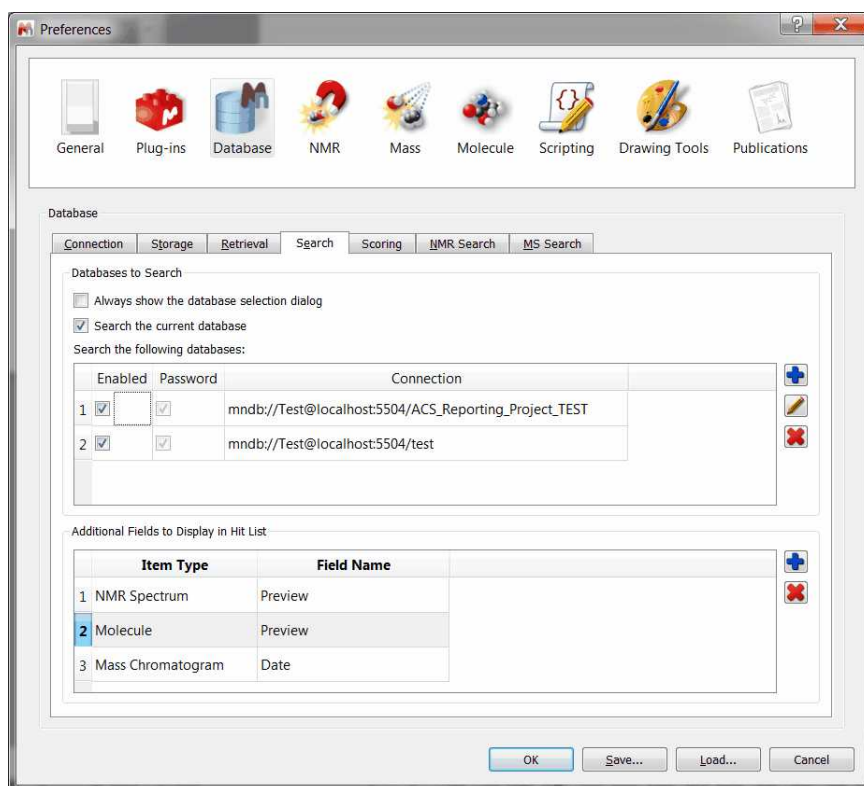 Preferences
General Plug-ins Database NMR Mass Molecule Scripting Drawing Tools Publications
Database
Connection Storage Retrieval Search Scoring NMR Search MS Search
Databases to Search
Always show the database selection dialog
Search the current database
Search the following databases:
Enabled Password Connection
1 mndb://Test@localhost:5504/ACS_Reporting_Project_TEST
2 mndb://Test@localhost:5504/test
Additional Fields to Display in Hit List
Item Type Field Name
1 NMR Spectrum Preview
2 Molecule Preview
3 Mass Chromatogram Date
OK Save... Load... Cancel